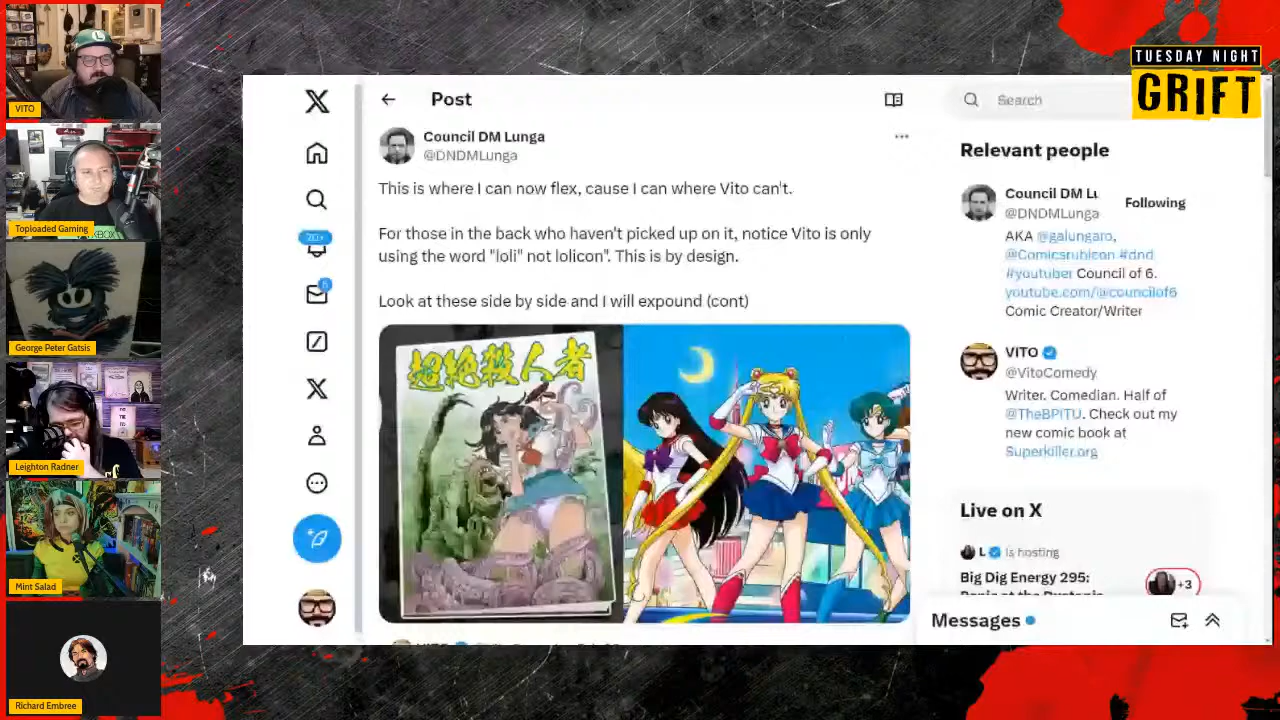 TUESDAY NIGHT
GRIFT
VITO
Toploaded Gaming
George Peter Gatsis
Leighton Radner
Mint Salad
Richard Embree
Post
Council DM Lunga
@DNDMLunga
This is where I can now flex, cause I can where Vito can't.
For those in the back who haven't picked up on it, notice Vito is only
using the word "loli" not lolicon". This is by design.
Look at these side by side and I will expound (cont)
超絶殺人者
Search
Relevant people
Council DM Lu
@DNDMLunga
Following
AKA @galungaro,
@Comicsrubicon #dnd
#youtuber Council of 6.
youtube.com/@councilof6
Comic Creator/Writer
VITO
@VitoComedy
Writer. Comedian. Half of
@TheBPITU. Check out my
new comic book at
Superkiller.org
Live on X
L is hosting
Big Dig Energy 295:
+3
Messages